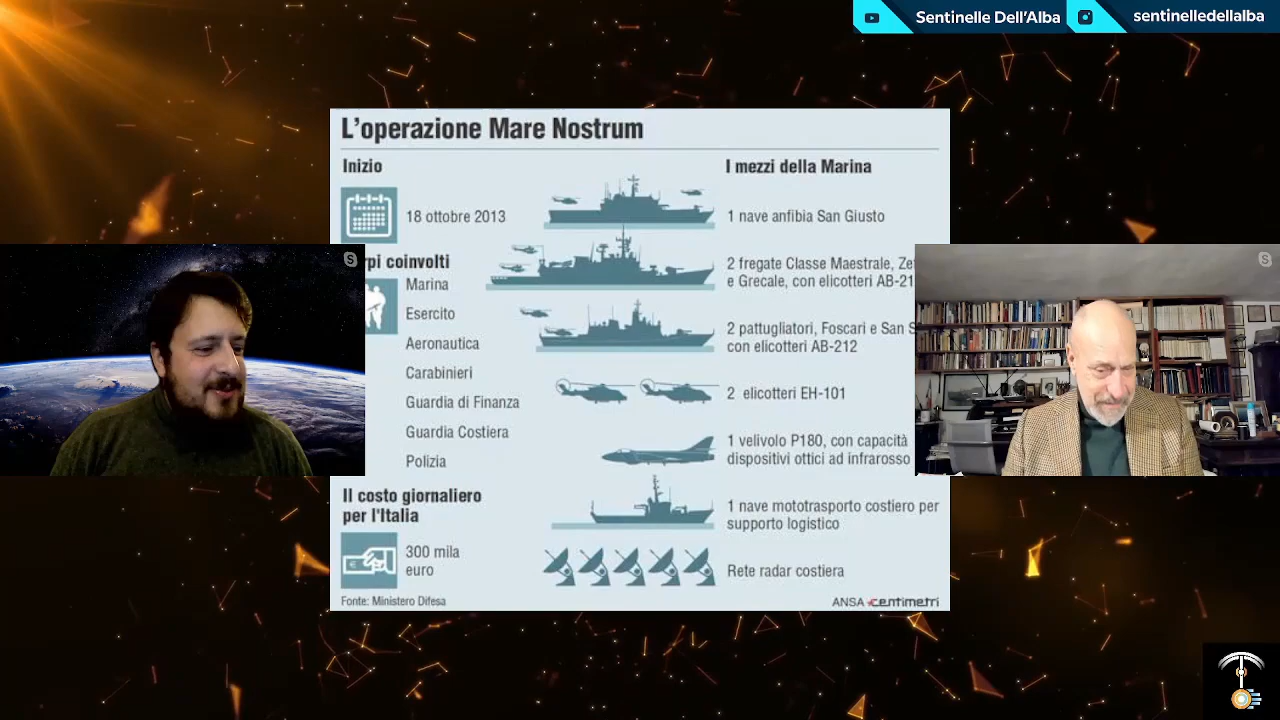 Sentinelle Dell'Alba
sentinelledellalba
L'operazione Mare Nostrum
Inizio
18 ottobre 2013
rpi coinvolti
Marina
Esercito
Aeronautica
Carabinieri
Guardia di Finanza
Guardia Costiera
Polizia
Il costo giornaliero
per l'Italia
300 mila
euro
Fonte: Ministero Difesa
I mezzi della Marina
1 nave anfibia San Giusto
2 fregate Classe Maestrale,
e Grecale, con elicotteri
2 pattugliatori, Foscari e San
con elicotteri AB-212
2 elicotteri EH-101
1 velivolo P180, con capacità
dispositivi ottici ad infrarosso
1 nave mototrasporto costiero per
supporto logistico
Rete radar costiera
ANSA centimetri